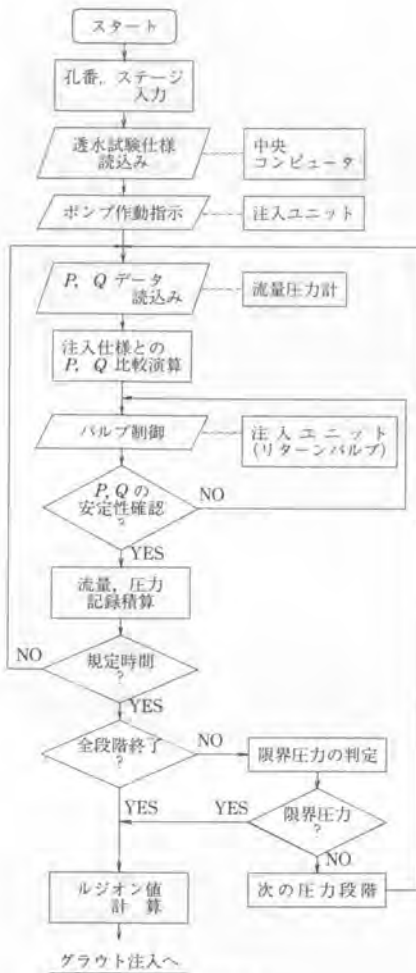 スタート
孔番，ステージ
入力
透水試験仕様
読込み
中央
コンピュータ
ポンプ作動指示
注入ユニット
P，Q データ
読込み
流量圧力計
注入仕様との
P，Q 比較演算
バルブ制御
注入ユニット
(リターンバルブ)
P，Q の
安定性確認
?
NO
YES
流量，圧力
記録積算
NO
規定時間
?
YES
全段階終了
?
NO
限界圧力の判定
YES
YES
限界圧力
?
NO
ルジオン値
計算
次の圧力段階
グラウト注入へ